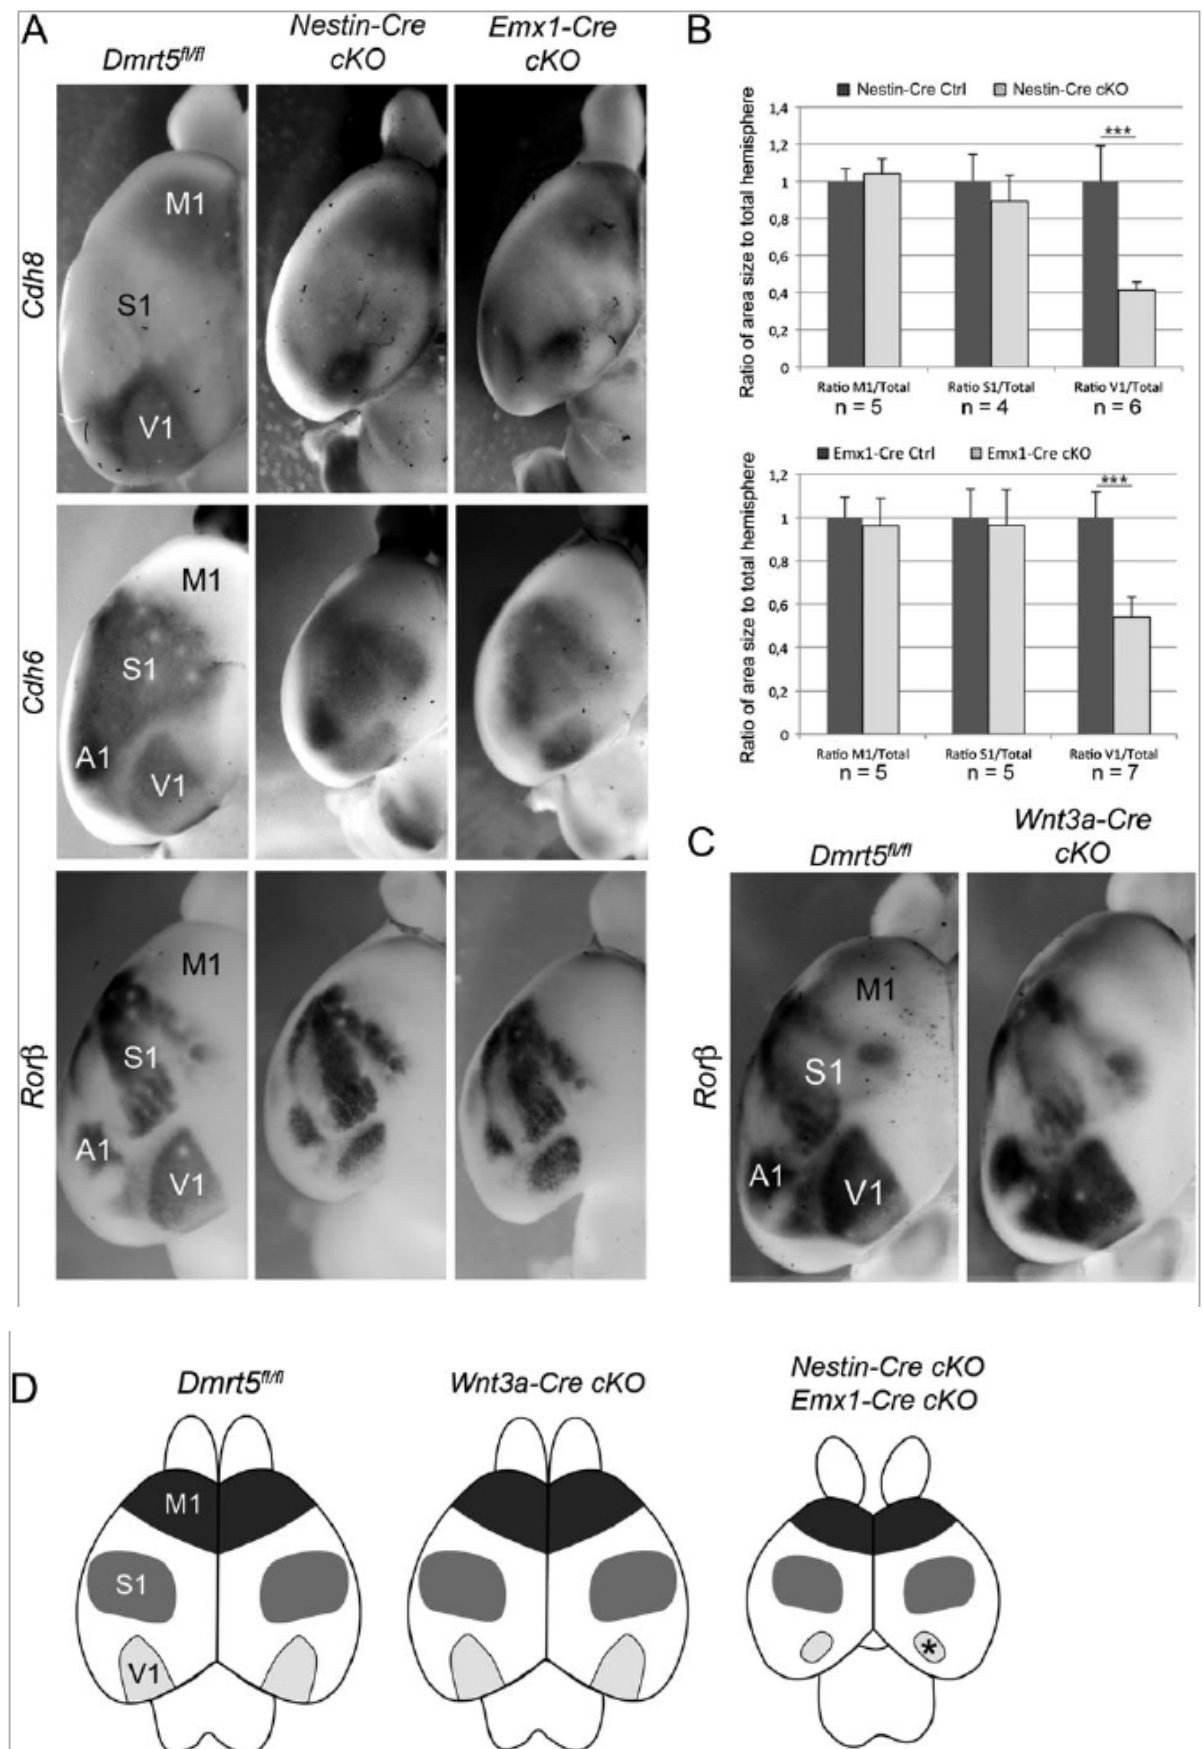 A
Dmrt5fl/fl
Nestin-Cre
cKO
Emx1-Cre
cKO
Cdh8
M1
S1
V1
Cdh6
M1
S1
A1
V1
Rorβ
M1
S1
A1
V1
B
Nestin-Cre Ctrl Nestin-Cre cKO
Ratio of area size to total hemisphere
1,4
1,2
1
0,8
0,6
0,4
0,2
0
***
Ratio M1/Total Ratio S1/Total Ratio V1/Total
n = 5 n = 4 n = 6
Emx1-Cre Ctrl Emx1-Cre cKO
Ratio of area size to total hemisphere
1,2
1
0,8
0,6
0,4
0,2
0
***
Ratio M1/Total Ratio S1/Total Ratio V1/Total
n = 5 n = 5 n = 7
C
Dmrt5fl/fl
Wnt3a-Cre
cKO
Rorβ
M1
S1
A1
V1
D
Dmrt5fl/fl
Wnt3a-Cre cKO
Nestin-Cre cKO
Emx1-Cre cKO
M1
S1
V1
*